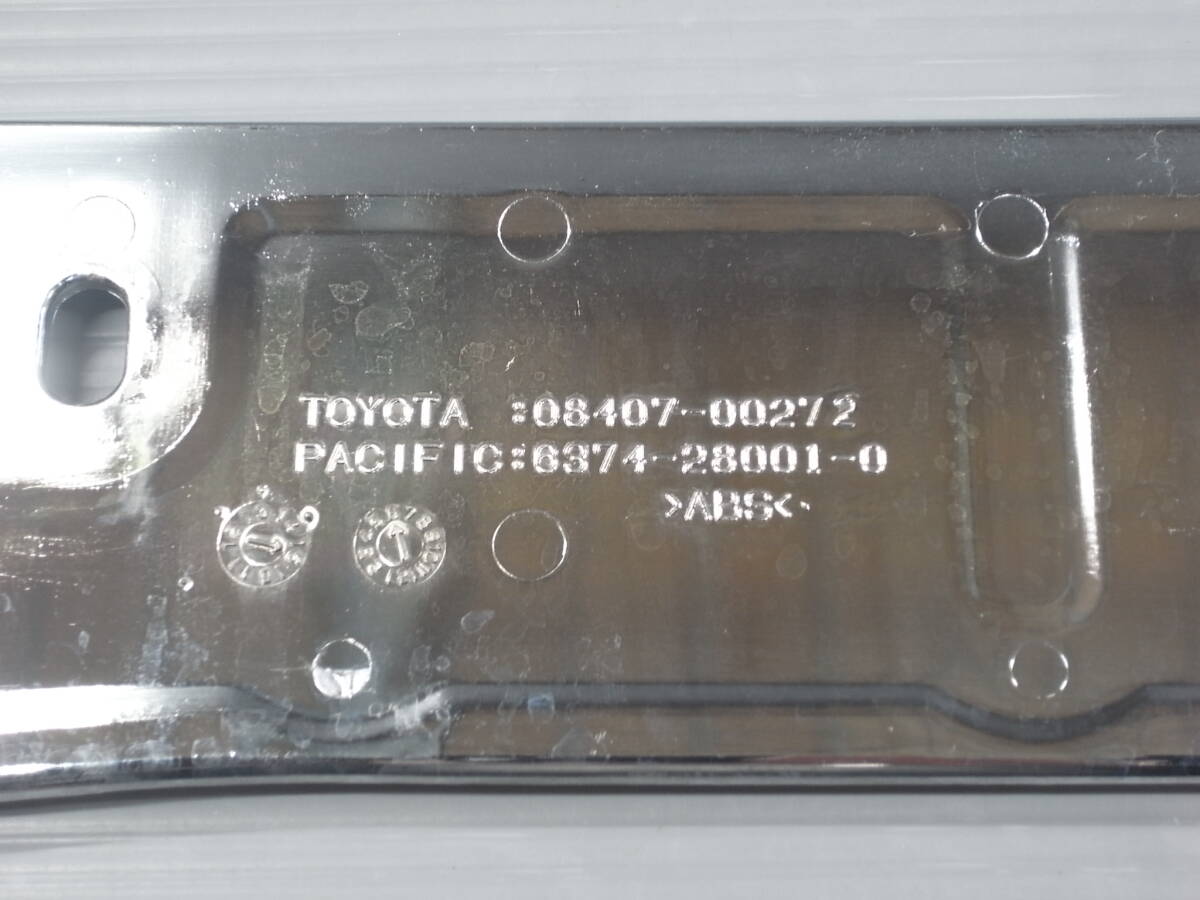 TOYOTA :08407-00272
PACIFIC:6374-28001-0
>ABS<